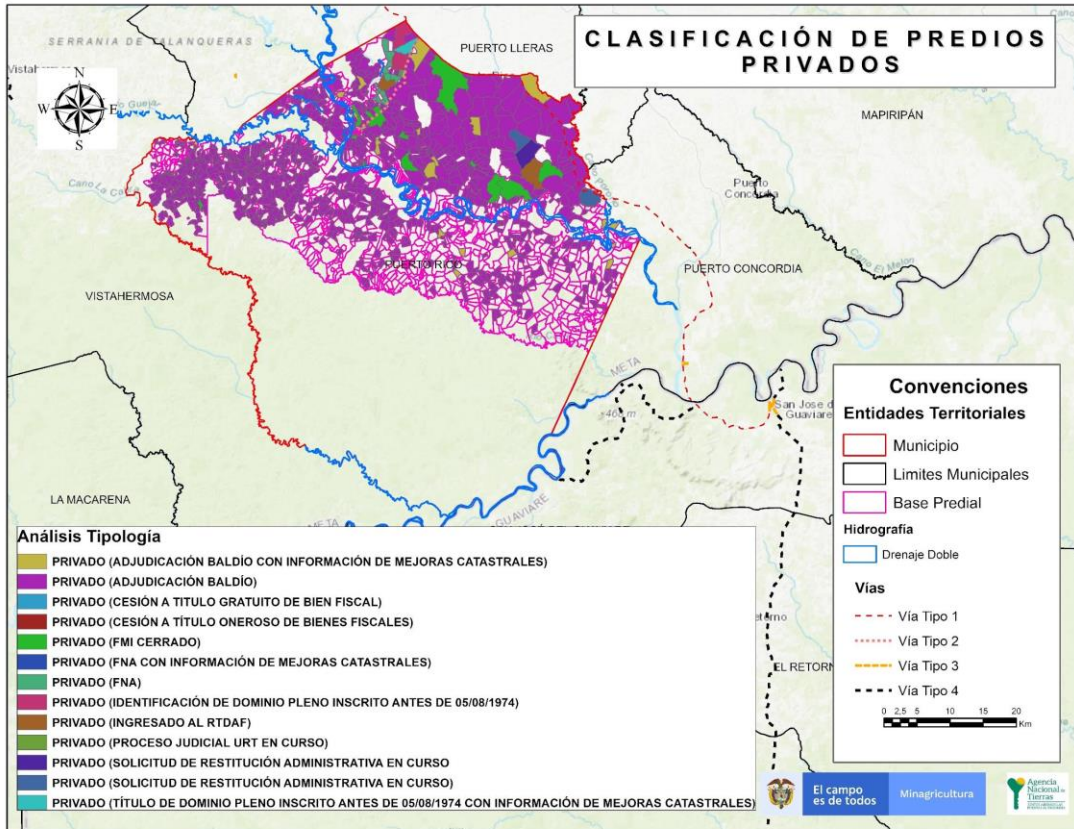 CLASIFICACIÓN DE PREDIOS
PRIVADOS
SERRANIA DE
PUERTO LLERAS
Vistahermosa
N
W
E
S
MAPIRIPÁN
Puerto
Concordia
PUERTO RICO
PUERTO CONCORDIA
Cano El Melon
VISTAHERMOSA
META
San Jose d
Guaviare
LA MACARENA
META
GUAVIARE
EL RETORN
Convenciones
Entidades Territoriales
Municipio
Limites Municipales
Base Predial
Hidrografía
Drenaje Doble
Vías
Vía Tipo 1
Vía Tipo 2
Vía Tipo 3
Vía Tipo 4
0 2,5 5 10 15 20
Km
Análisis Tipología
PRIVADO (ADJUDICACIÓN BALDÍO CON INFORMACIÓN DE MEJORAS CATASTRALES)
PRIVADO (ADJUDICACIÓN BALDÍO)
PRIVADO (CESIÓN A TITULO GRATUITO DE BIEN FISCAL)
PRIVADO (CESIÓN A TÍTULO ONEROSO DE BIENES FISCALES)
PRIVADO (FMI CERRADO)
PRIVADO (FNA CON INFORMACIÓN DE MEJORAS CATASTRALES)
PRIVADO (FNA)
PRIVADO (IDENTIFICACIÓN DE DOMINIO PLENO INSCRITO ANTES DE 05/08/1974)
PRIVADO (INGRESADO AL RTDAF)
PRIVADO (PROCESO JUDICIAL URT EN CURSO)
PRIVADO (SOLICITUD DE RESTITUCIÓN ADMINISTRATIVA EN CURSO
PRIVADO (SOLICITUD DE RESTITUCIÓN ADMINISTRATIVA EN CURSO)
PRIVADO (TÍTULO DE DOMINIO PLENO INSCRITO ANTES DE 05/08/1974 CON INFORMACIÓN DE MEJORAS CATASTRALES)
El campo
es de todos
Minagricultura
Agencia
Nacional de
Tierras